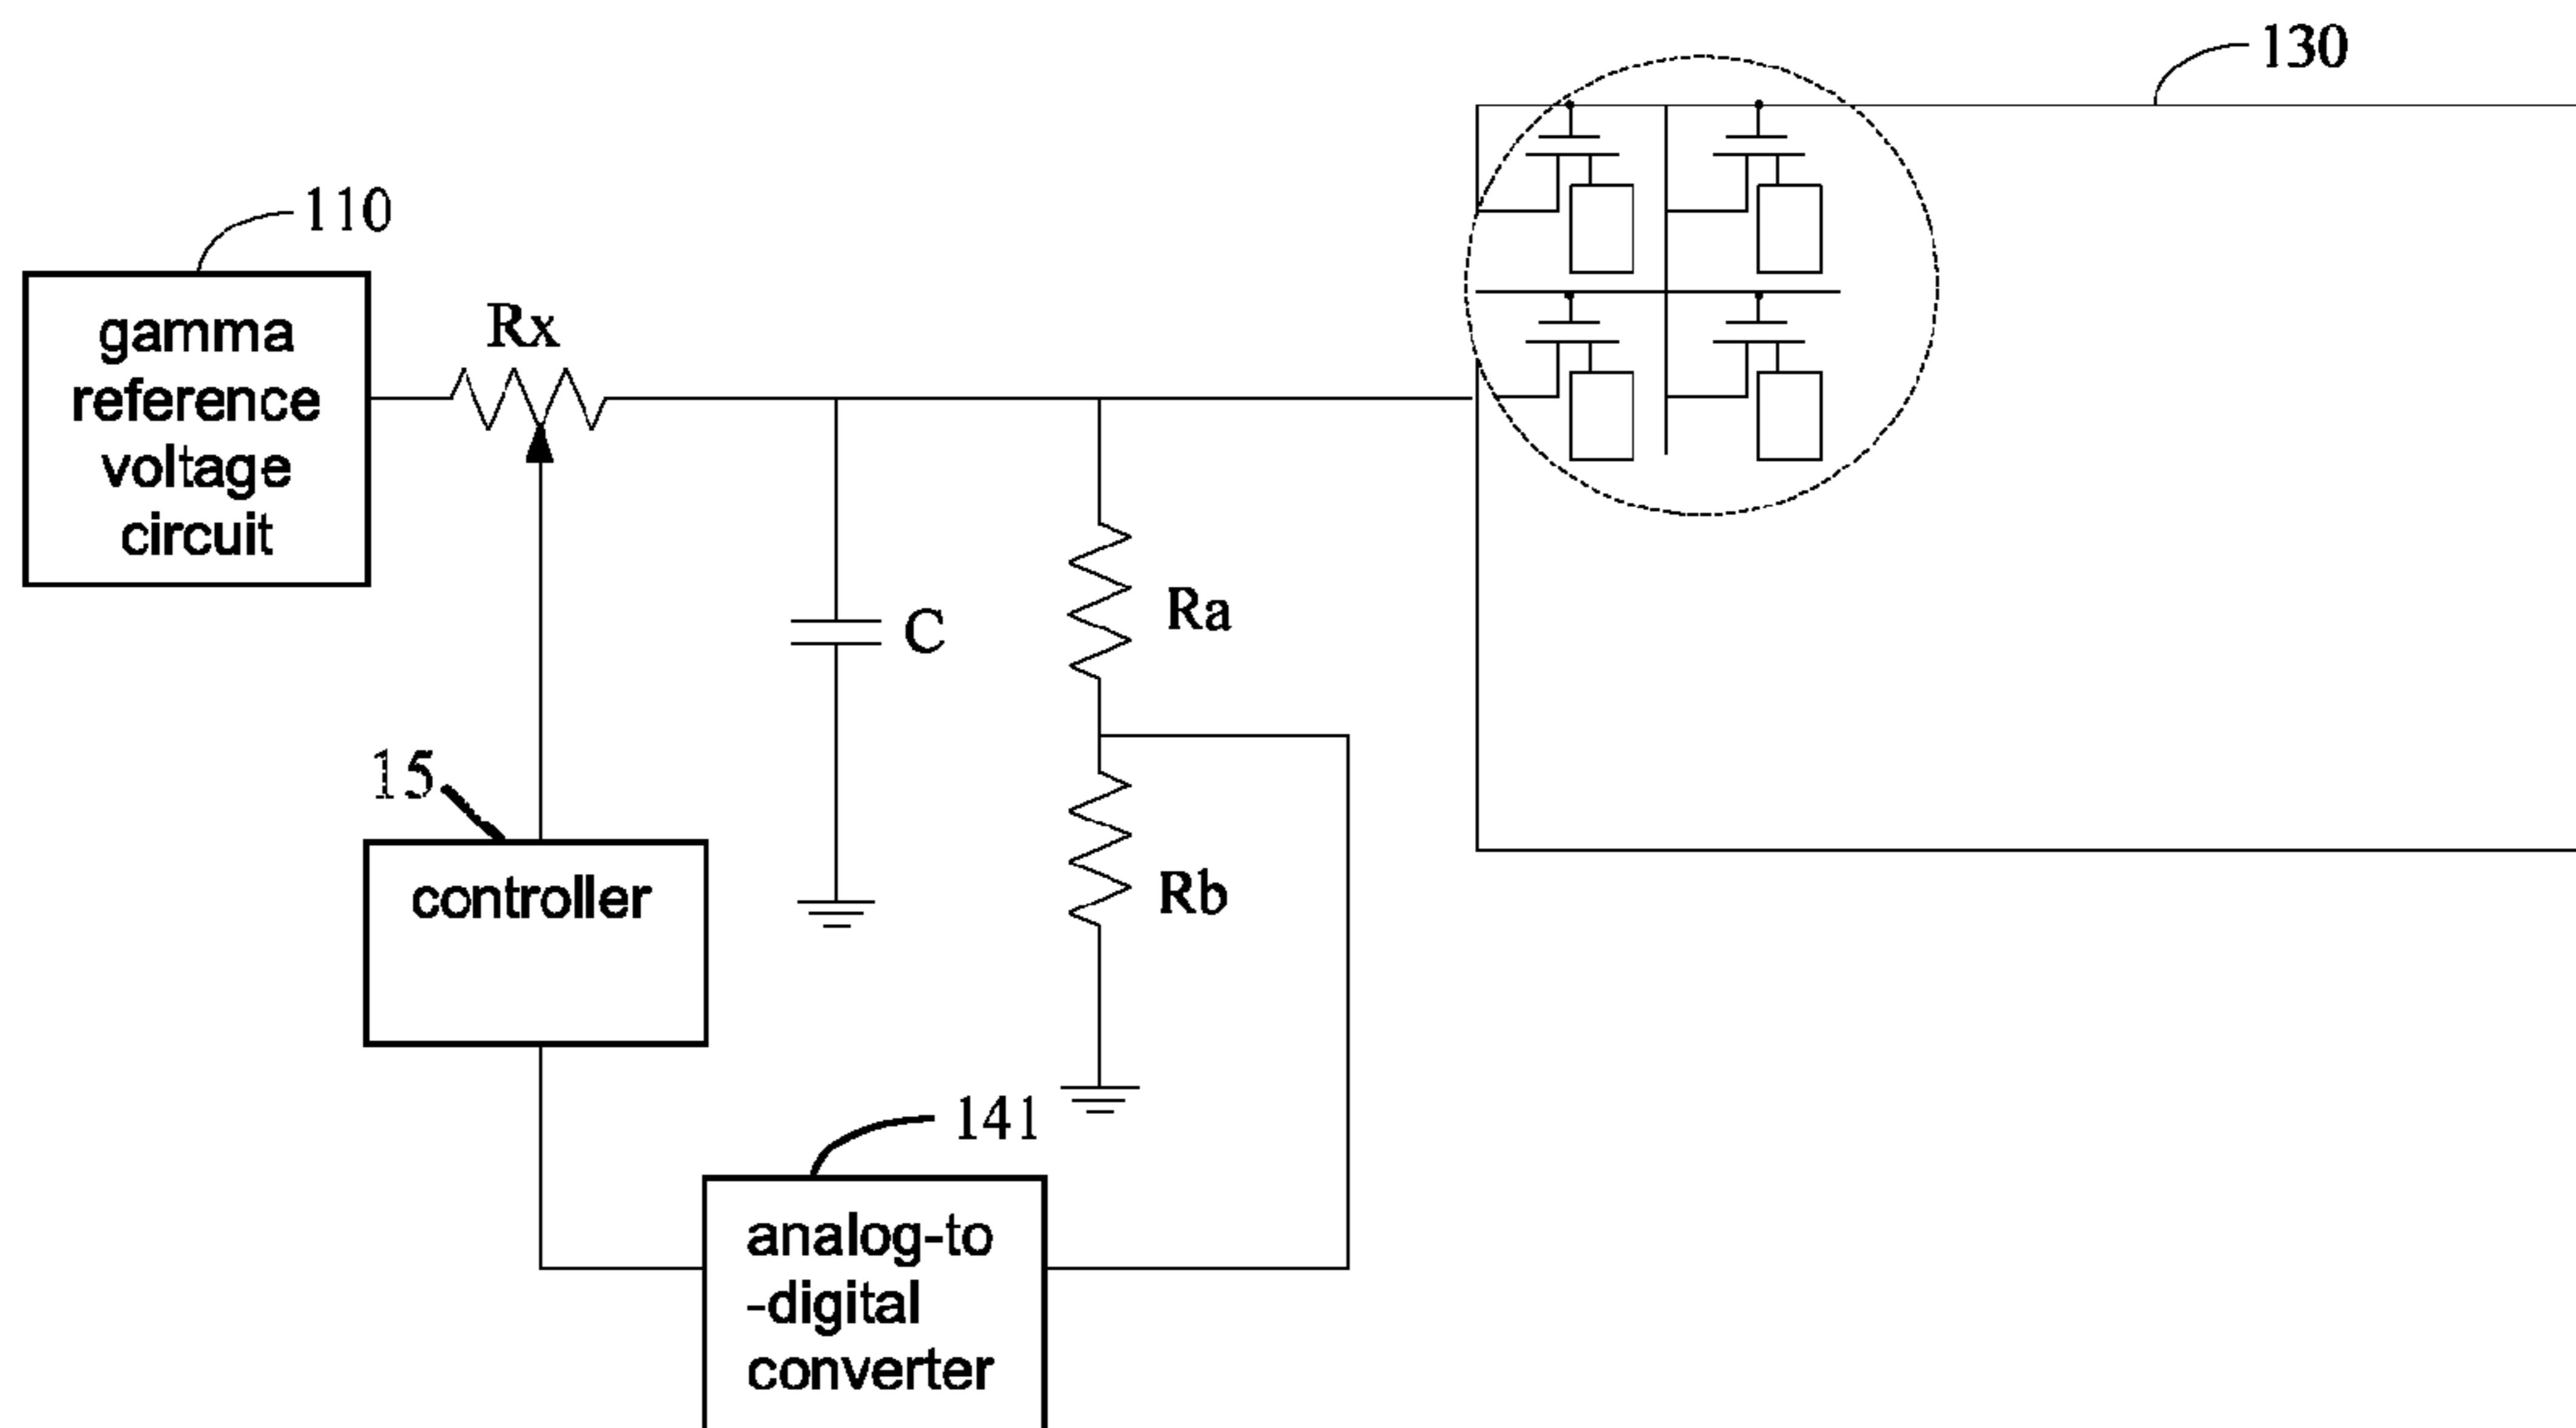 130
110
gamma
reference
voltage
circuit
Rx
C
Ra
15
controller
Rb
141
analog-to
-digital
converter